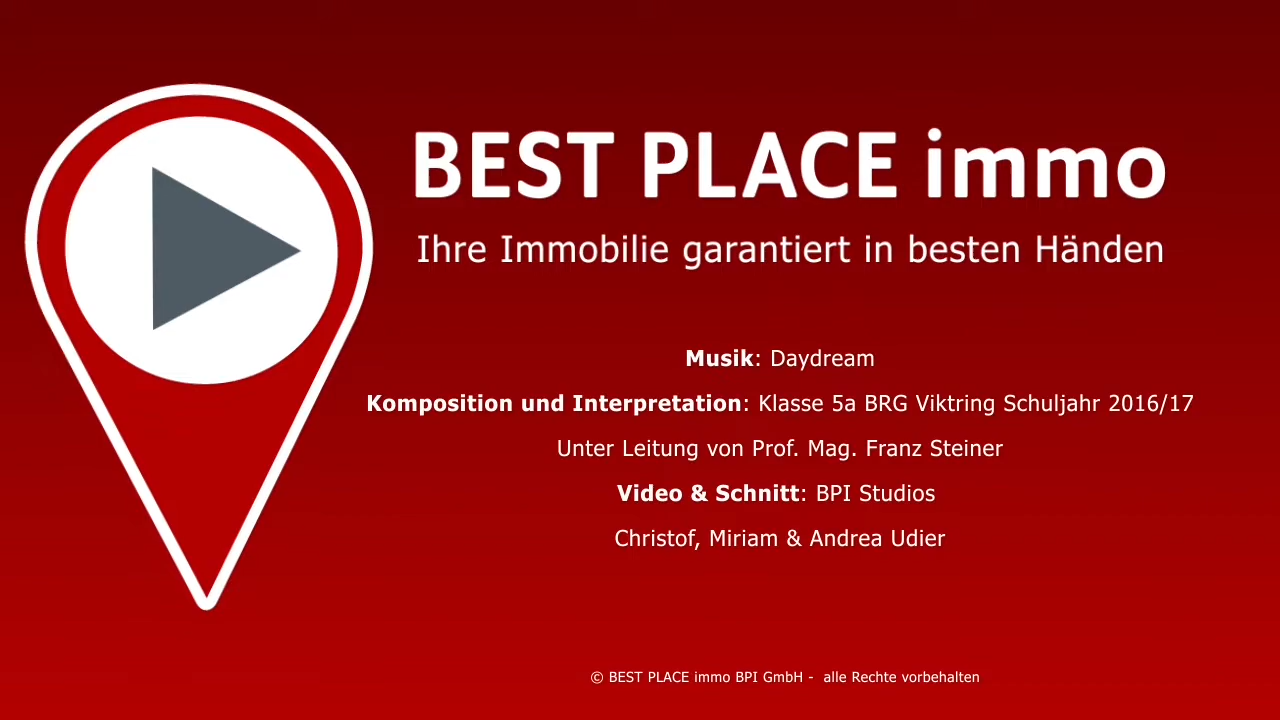 BEST PLACE immo
Ihre Immobilie garantiert in besten Händen
Musik: Daydream
Komposition und Interpretation: Klasse 5a BRG Viktring Schuljahr 2016/17
Unter Leitung von Prof. Mag. Franz Steiner
Video & Schnitt: BPI Studios
Christof, Miriam & Andrea Udier
© BEST PLACE immo BPI GmbH -  alle Rechte vorbehalten